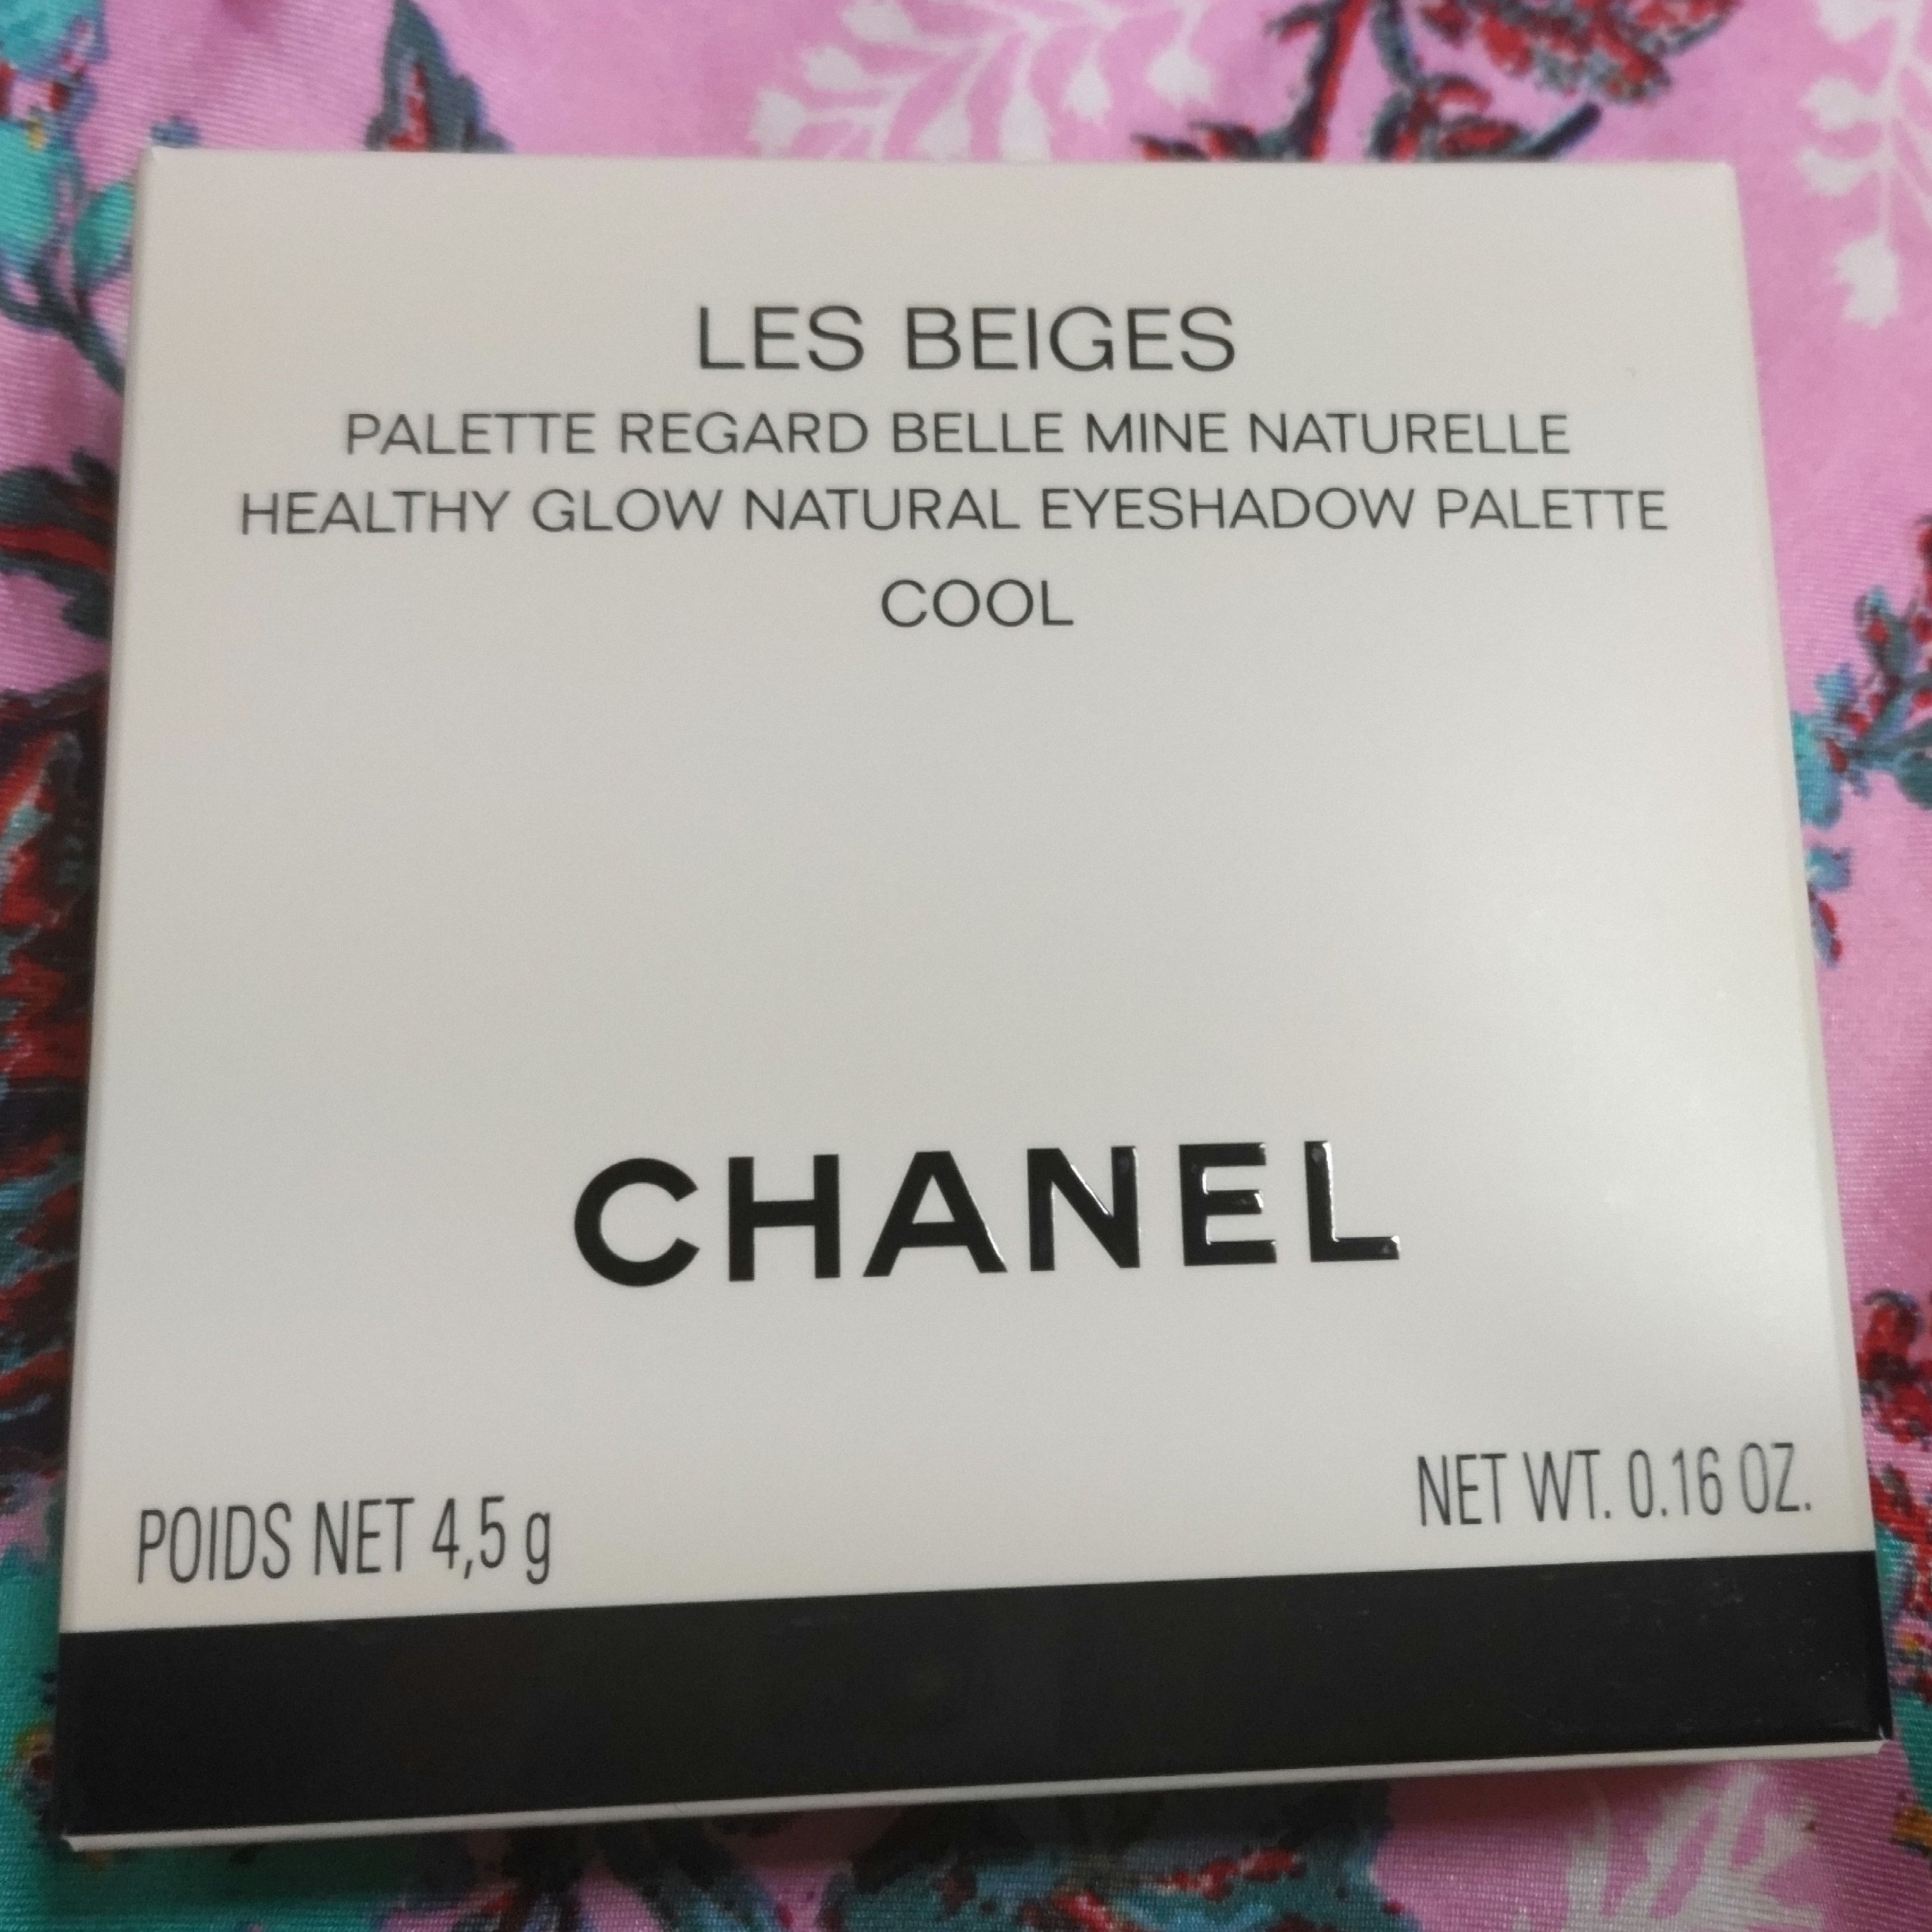 LES BEIGES
PALETTE REGARD BELLE MINE NATURELLE
HEALTHY GLOW NATURAL EYESHADOW PALETTE
COOL
CHANEL
POIDS NET 4,5 g
NET WT. 0.16 OZ.